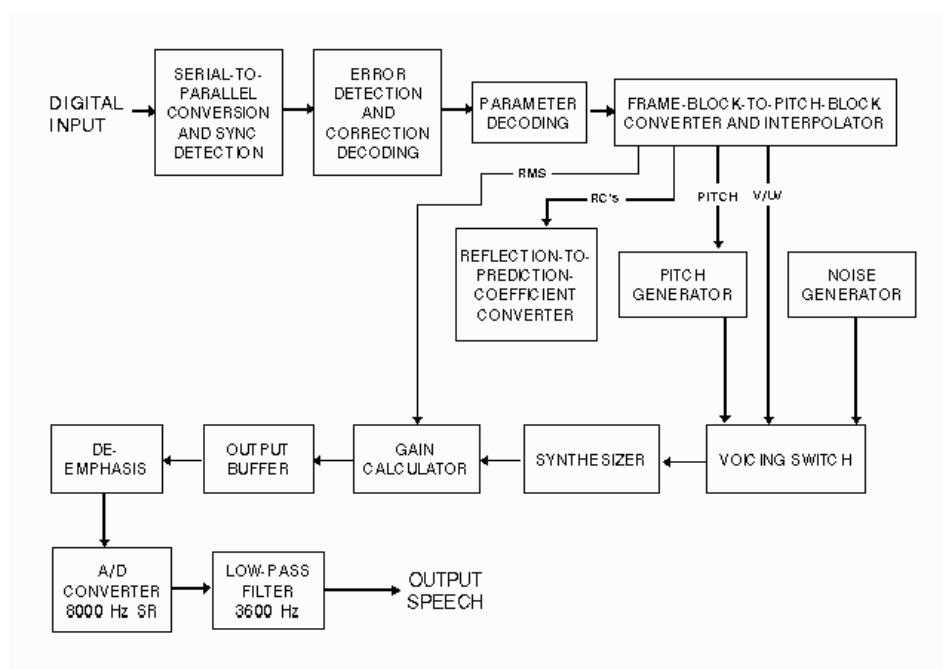 DIGITAL
INPUT
SERIAL-TO-
PARALLEL
CONVERSION
AND SYNC
DETECTION
ERROR
DETECTION
AND
CORRECTION
DECODING
PARAMETER
DECODING
FRAME-BLOCK-TO-PITCH-BLOCK
CONVERTER AND INTERPOLATOR
RMS
RC's
PITCH
V/UV
REFLECTION-TO-
PREDICTION-
COEFFICIENT
CONVERTER
PITCH
GENERATOR
NOISE
GENERATOR
DE-
EMPHASIS
OUTPUT
BUFFER
GAIN
CALCULATOR
SYNTHESIZER
VOICING SWITCH
A/D
CONVERTER
8000 Hz SR
LOW-PASS
FILTER
3600 Hz
OUTPUT
SPEECH